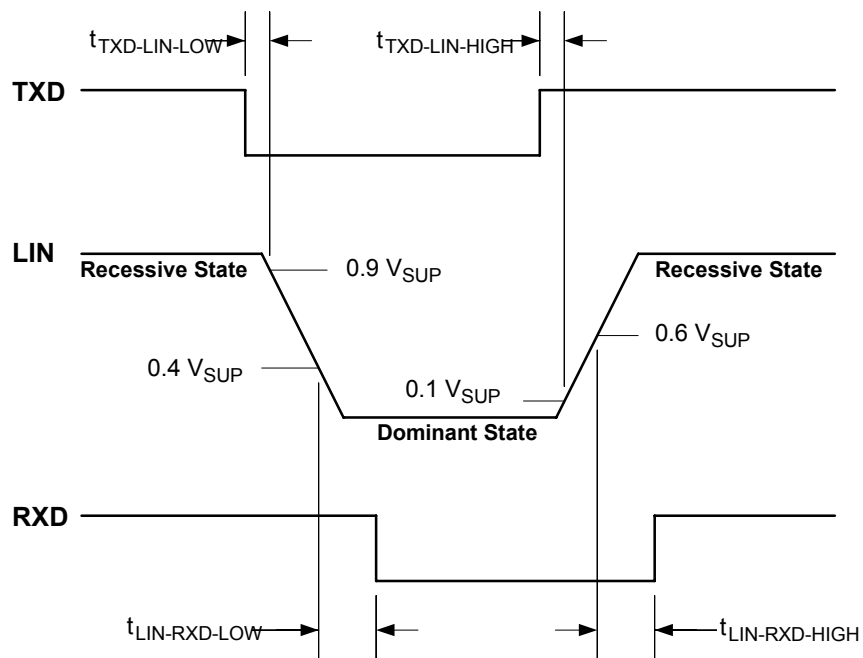 tTXD-LIN-LOW
tTXD-LIN-HIGH
TXD
LIN
Recessive State
0.9 VSUP
Recessive State
0.6 VSUP
0.4 VSUP
0.1 VSUP
Dominant State
RXD
tLIN-RXD-LOW
tLIN-RXD-HIGH